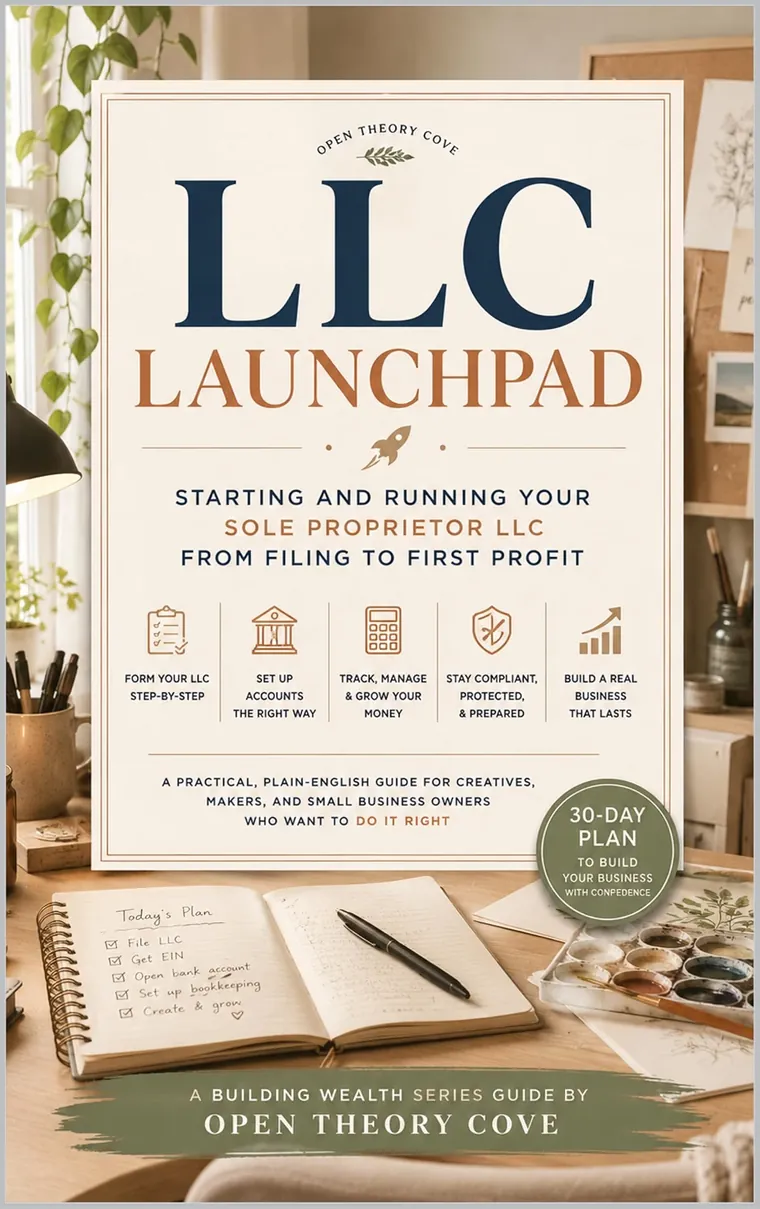 OPEN THEORY COVE
LLC
LAUNCHPAD
STARTING AND RUNNING YOUR
SOLE PROPRIETOR LLC
FROM FILING TO FIRST PROFIT
FORM YOUR LLC
STEP-BY-STEP
SET UP
ACCOUNTS
THE RIGHT WAY
TRACK, MANAGE
& GROW YOUR
MONEY
STAY COMPLIANT,
PROTECTED,
& PREPARED
BUILD A REAL
BUSINESS
THAT LASTS
A PRACTICAL, PLAIN-ENGLISH GUIDE FOR CREATIVES,
MAKERS, AND SMALL BUSINESS OWNERS
WHO WANT TO DO IT RIGHT
30-DAY
PLAN
TO BUILD
YOUR BUSINESS
WITH CONPEDENCE
Today's Plan
File LLC
Get EIN
Open bank account
Set up bookkeeping
Create & grow
A BUILDING WEALTH SERIES GUIDE BY
OPEN THEORY COVE